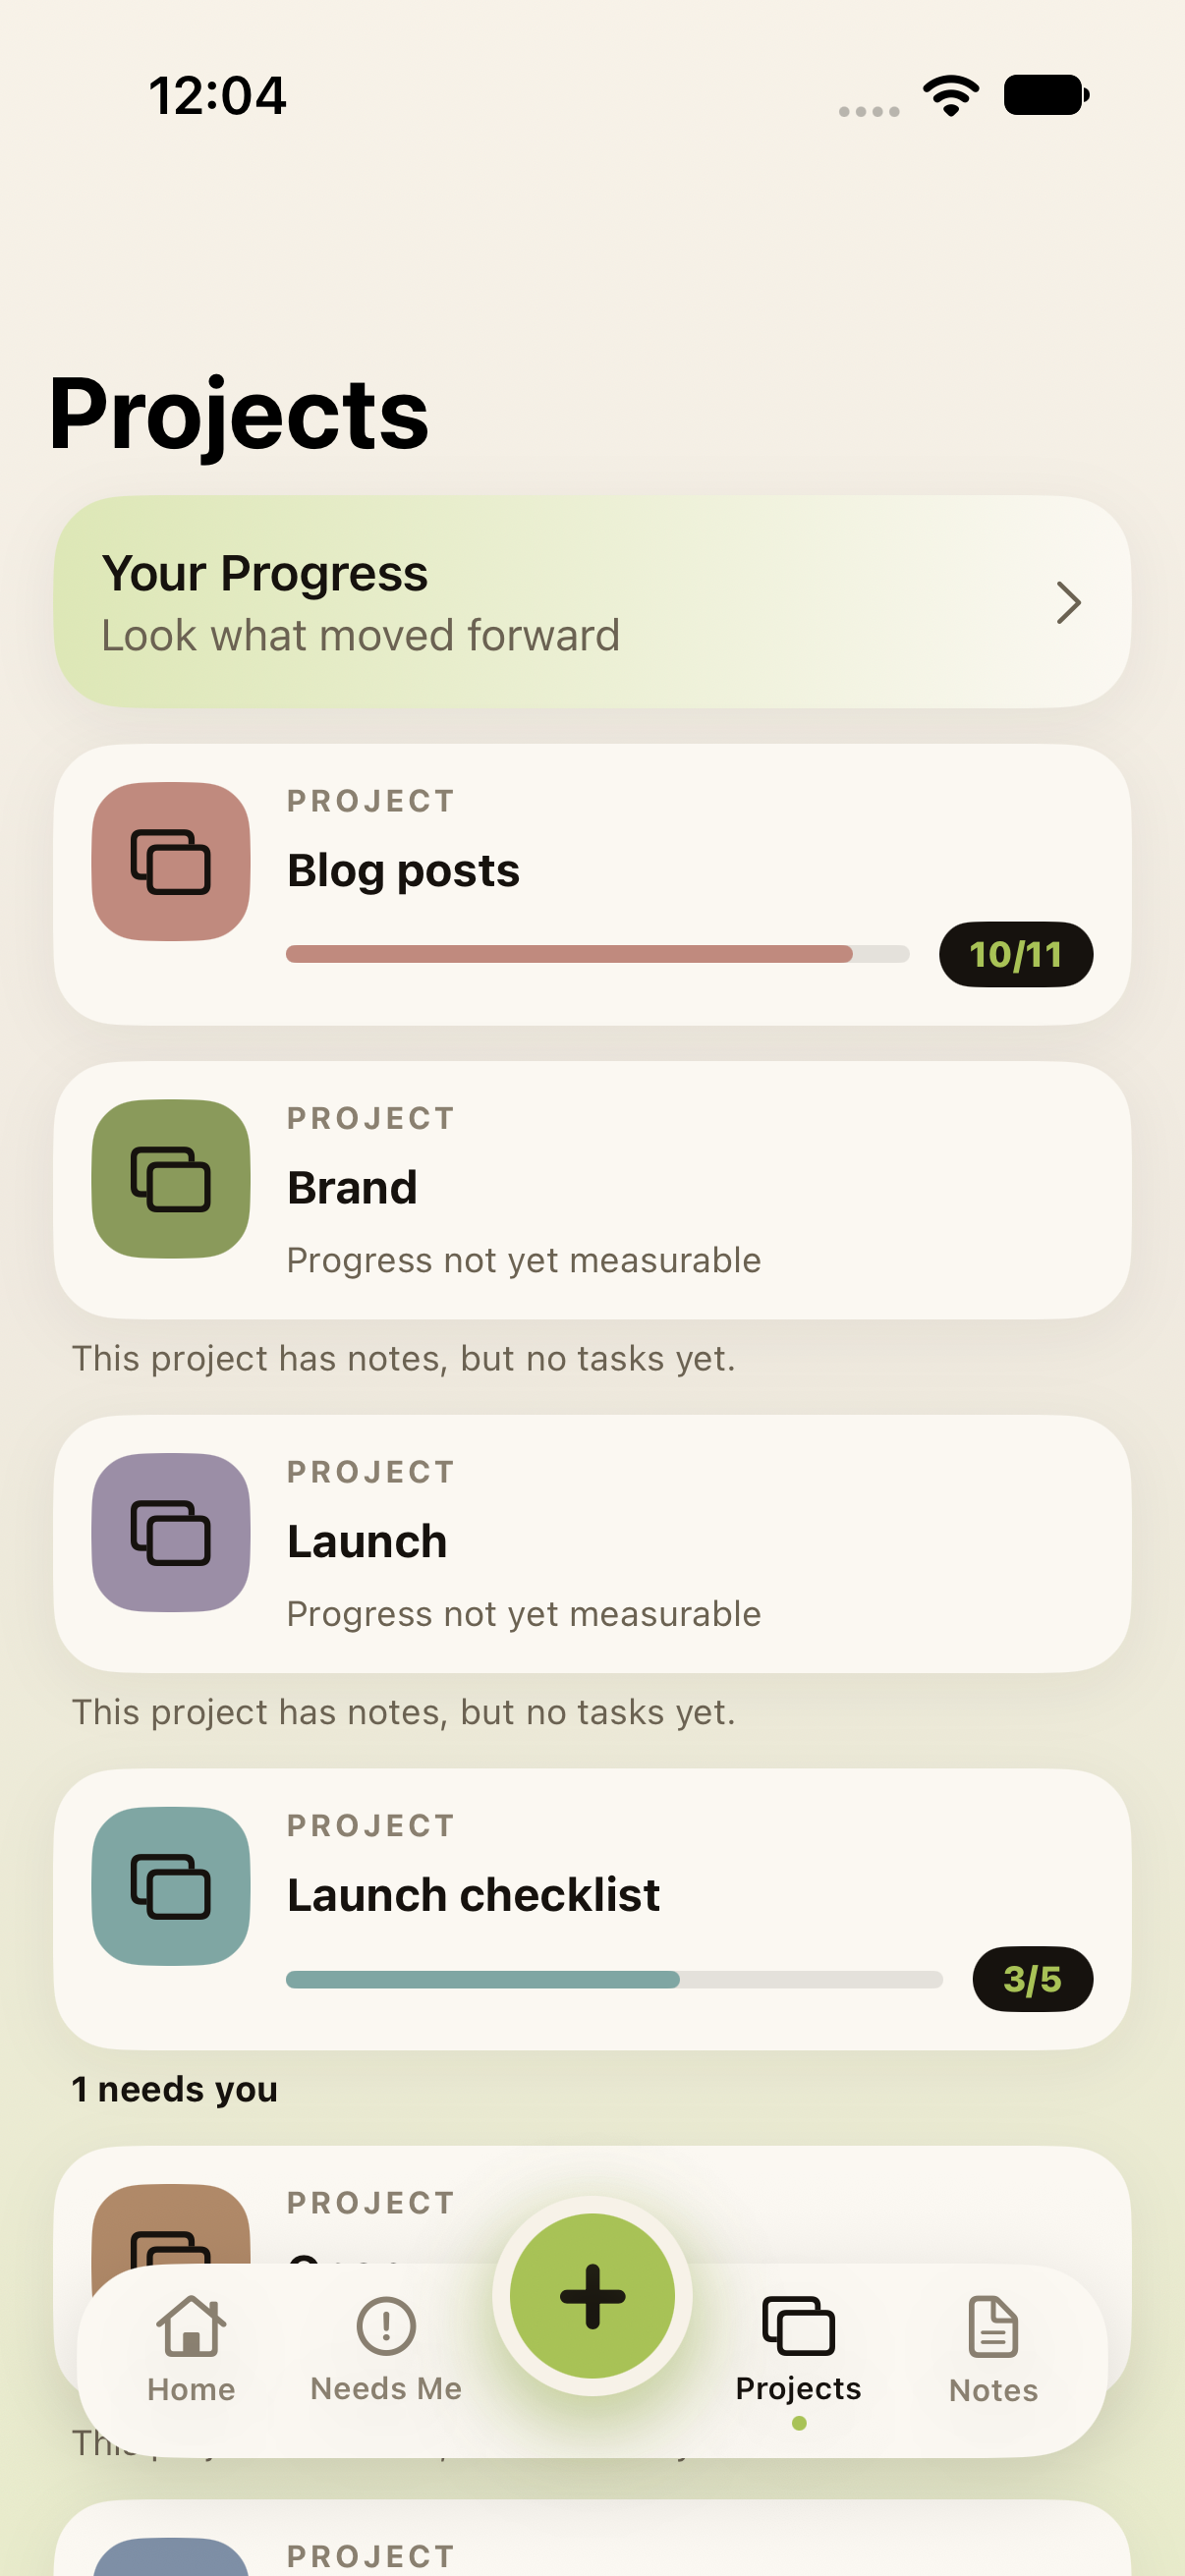 12:04
Projects
Your Progress
Look what moved forward
PROJECT
Blog posts
10/11
PROJECT
Brand
Progress not yet measurable
This project has notes, but no tasks yet.
PROJECT
Launch
Progress not yet measurable
This project has notes, but no tasks yet.
PROJECT
Launch checklist
3/5
1 needs you
PROJECT
Home
Needs Me
Projects
Notes
PROJECT